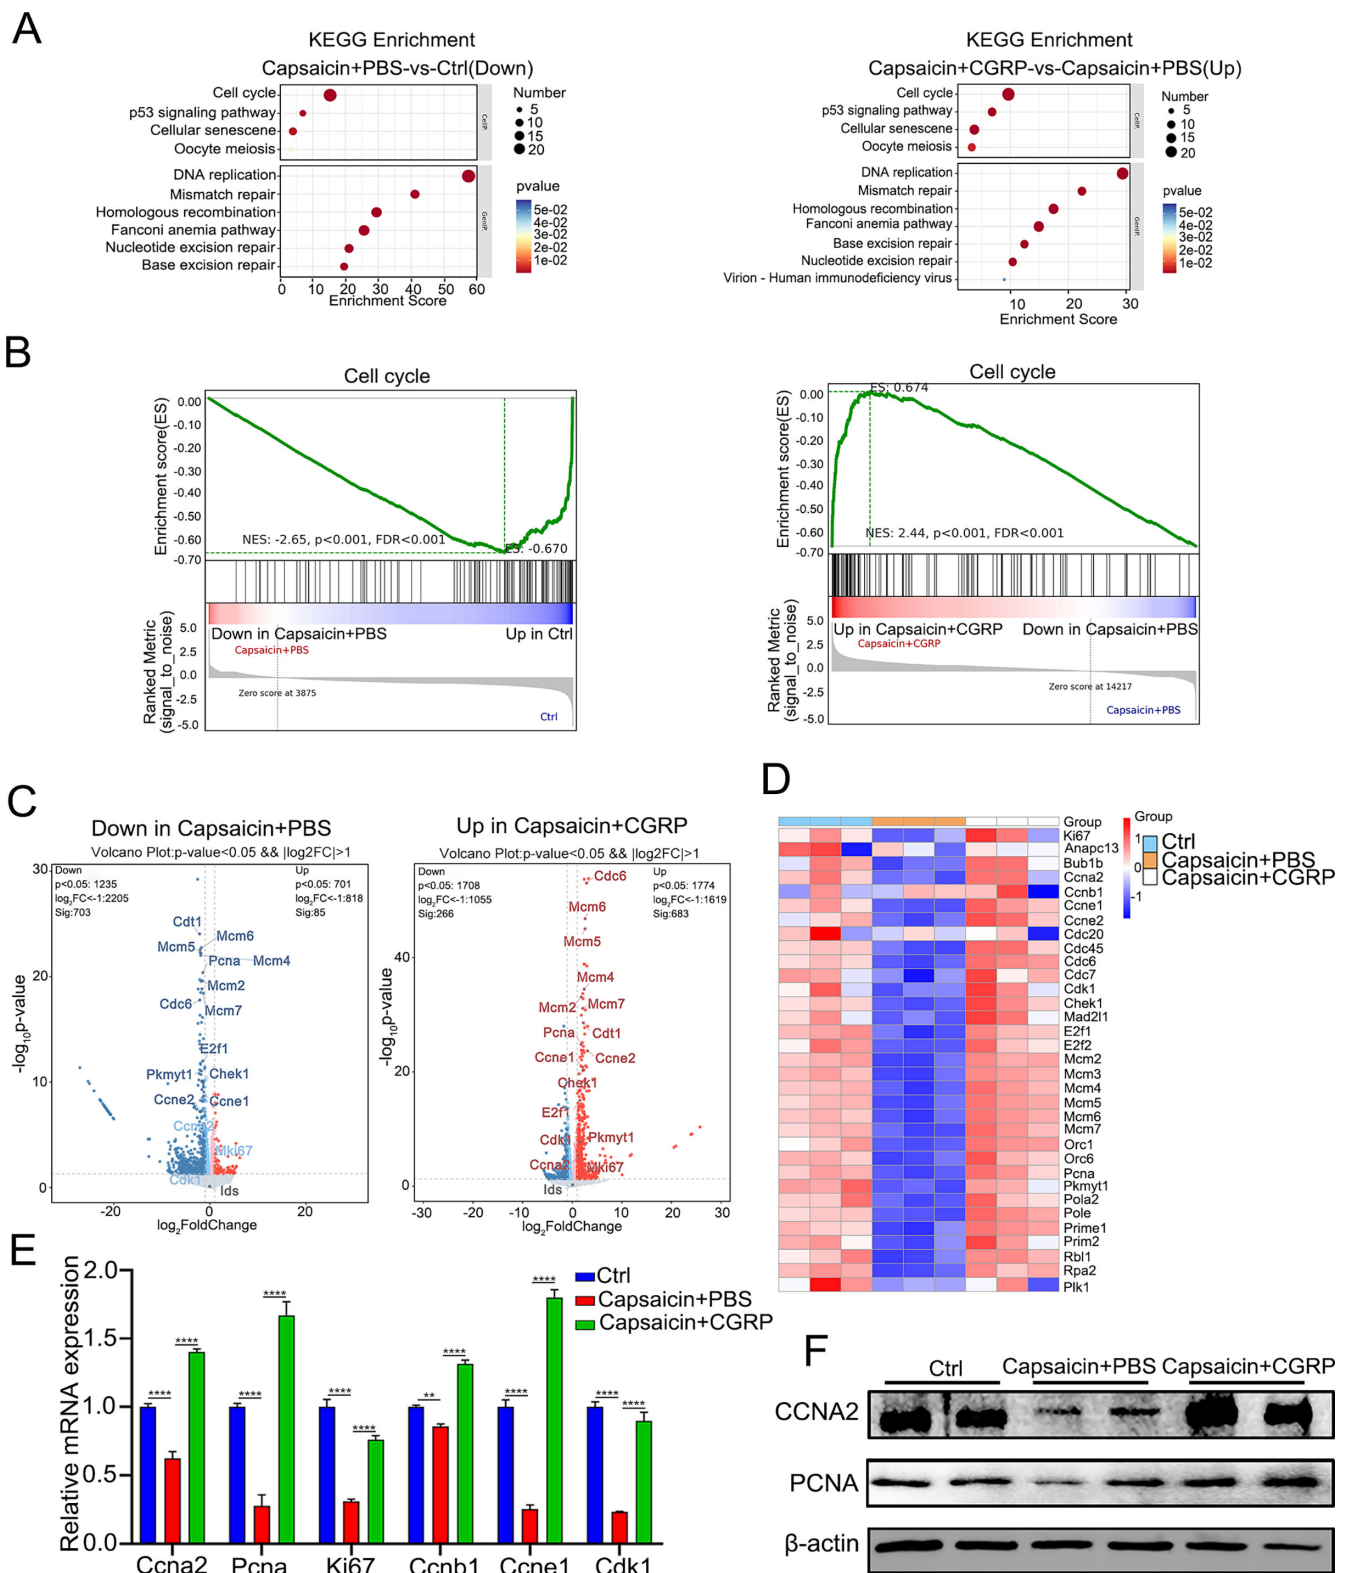 A
KEGG Enrichment
Capsaicin+PBS-vs-Ctrl(Down)
Cell cycle
p53 signaling pathway
Cellular senescene
Oocyte meiosis
CellP.
Number
5
10
15
20
DNA replication
Mismatch repair
Homologous recombination
Fanconi anemia pathway
Nucleotide excision repair
Base excision repair
GenIP.
pvalue
5e-02
4e-02
3e-02
2e-02
1e-02
0 10 20 30 40 50 60
Enrichment Score
KEGG Enrichment
Capsaicin+CGRP-vs-Capsaicin+PBS(Up)
Cell cycle
p53 signaling pathway
Cellular senescene
Oocyte meiosis
CellP.
Number
5
10
15
20
DNA replication
Mismatch repair
Homologous recombination
Fanconi anemia pathway
Base excision repair
Nucleotide excision repair
Virion - Human immunodeficiency virus
GenIP.
pvalue
5e-02
4e-02
3e-02
2e-02
1e-02
10 20 30
Enrichment Score
B
Cell cycle
Enrichment score(ES)
0.00
-0.10
-0.20
-0.30
-0.40
-0.50
-0.60
-0.70
NES: -2.65, p<0.001, FDR<0.001
ES: -0.670
Ranked Metric
(signal_to_noise)
5.0
2.5
0.0
-2.5
-5.0
Down in Capsaicin+PBS
Up in Ctrl
Capsaicin+PBS
Zero score at 3875
Ctrl
Cell cycle
Enrichment score(ES)
0.00
-0.10
-0.20
-0.30
-0.40
-0.50
-0.60
-0.70
ES: 0.674
NES: 2.44, p<0.001, FDR<0.001
Ranked Metric
(signal_to_noise)
5.0
2.5
0.0
-2.5
-5.0
Up in Capsaicin+CGRP
Down in Capsaicin+PBS
Capsaicin+CGRP
Zero score at 14217
Capsaicin+PBS
C
Down in Capsaicin+PBS
Volcano Plot:p-value<0.05 && |log2FC|>1
-log10p-value
30
20
10
0
Down
p<0.05: 1235
log2FC<-1:2205
Sig:703
Up
p<0.05: 701
log2FC<-1:818
Sig:85
Cdt1
Mcm6
Mcm5
Pcna
Mcm4
Mcm2
Cdc6
Mcm7
E2f1
Pkmyt1
Chek1
Ccne2
Ccne1
Ccna2
Mki67
Cdk1
Ids
-20 0 20
log2FoldChange
Up in Capsaicin+CGRP
Volcano Plot:p-value<0.05 && |log2FC|>1
-log10p-value
40
20
0
Down
p<0.05: 1708
log2FC<-1:1055
Sig:266
Up
p<0.05: 1774
log2FC<-1:1619
Sig:683
Cdc6
Mcm6
Mcm5
Mcm4
Mcm2
Mcm7
Pcna
Cdt1
Ccne1
Ccne2
Chek1
E2f1
Cdk1
Pkmyt1
Ccna2
Mki67
Ids
-30 -20 -10 0 10 20 30
log2FoldChange
D
Group
Ki67
Anapc13
Bub1b
Ccna2
Ccnb1
Ccne1
Ccne2
Cdc20
Cdc45
Cdc6
Cdc7
Cdk1
Chek1
Mad2l1
E2f1
E2f2
Mcm2
Mcm3
Mcm4
Mcm5
Mcm6
Mcm7
Orc1
Orc6
Pcna
Pkmyt1
Pola2
Pole
Prime1
Prim2
Rbl1
Rpa2
Plk1
Group
1
0
-1
Ctrl
Capsaicin+PBS
Capsaicin+CGRP
E
Relative mRNA expression
2.0
1.5
1.0
0.5
0.0
Ctrl
Capsaicin+PBS
Capsaicin+CGRP
**** **** **** **** **** ** **** **** **** **** ****
****
Ccna2 Pcna Ki67 Ccnb1 Ccne1 Cdk1
F
Ctrl Capsaicin+PBS Capsaicin+CGRP
CCNA2
PCNA
β-actin